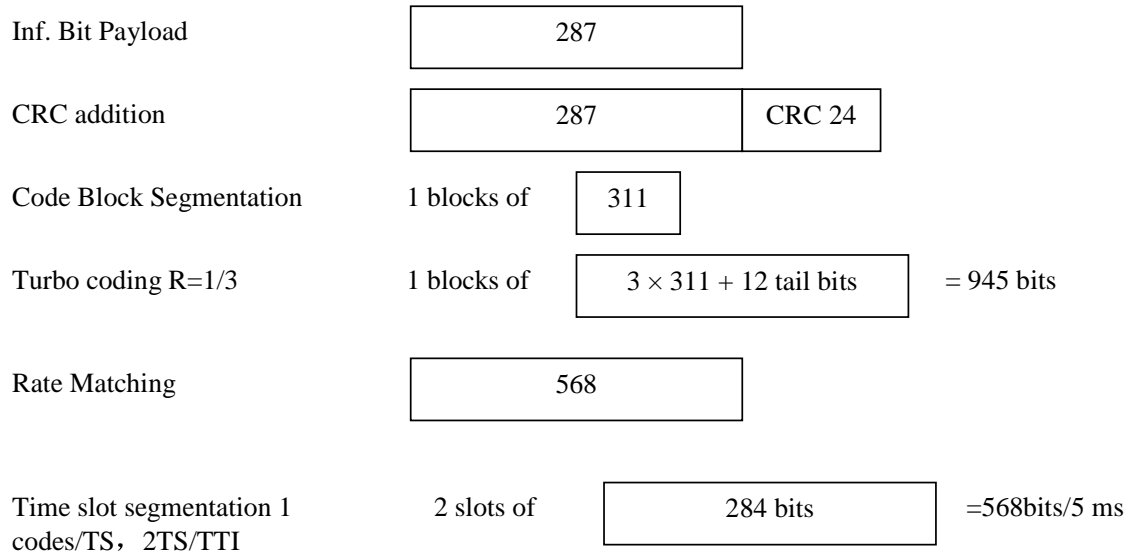 Inf. Bit Payload 287
CRC addition 287 CRC 24
Code Block Segmentation 1 blocks of 311
Turbo coding R=1/3 1 blocks of 3 × 311 + 12 tail bits = 945 bits
Rate Matching 568
Time slot segmentation 1 2 slots of 284 bits =568bits/5 ms
codes/TS，2TS/TTI